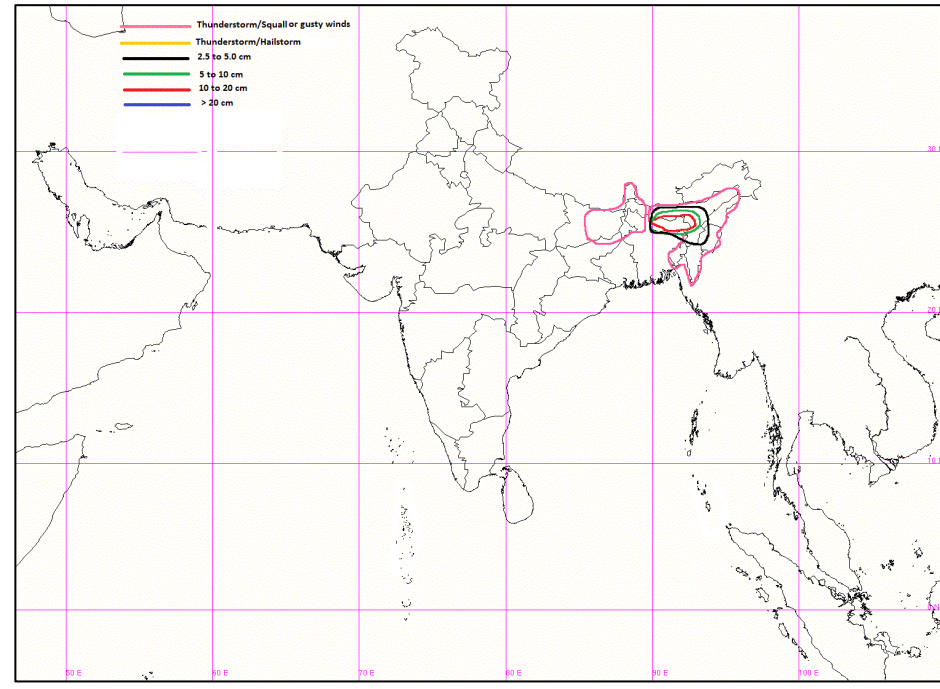 Thunderstorm/Squall or gusty winds
Thunderstorm/Hailstorm
2.5 to 5.0 cm
5 to 10 cm
10 to 20 cm
> 20 cm
30 N
20 N
10 N
50 E
60 E
70 E
80 E
90 E
100 E